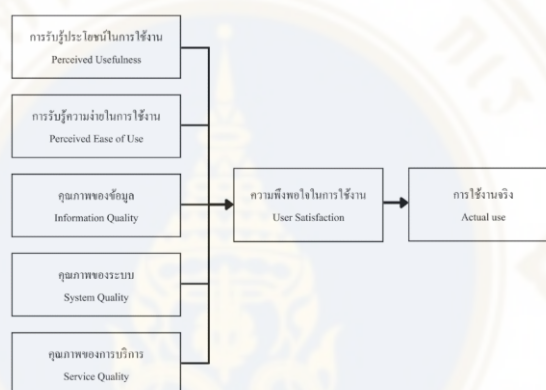 การรับรู้ประโยชน์ในการใช้งาน
Perceived Usefulness
การรับรู้ความง่ายในการใช้งาน
Perceived Ease of Use
คุณภาพของข้อมูล
Information Quality
ความพึงพอใจในการใช้งาน
User Satisfaction
การใช้งานจริง
Actual use
คุณภาพของระบบ
System Quality
คุณภาพของการบริการ
Service Quality